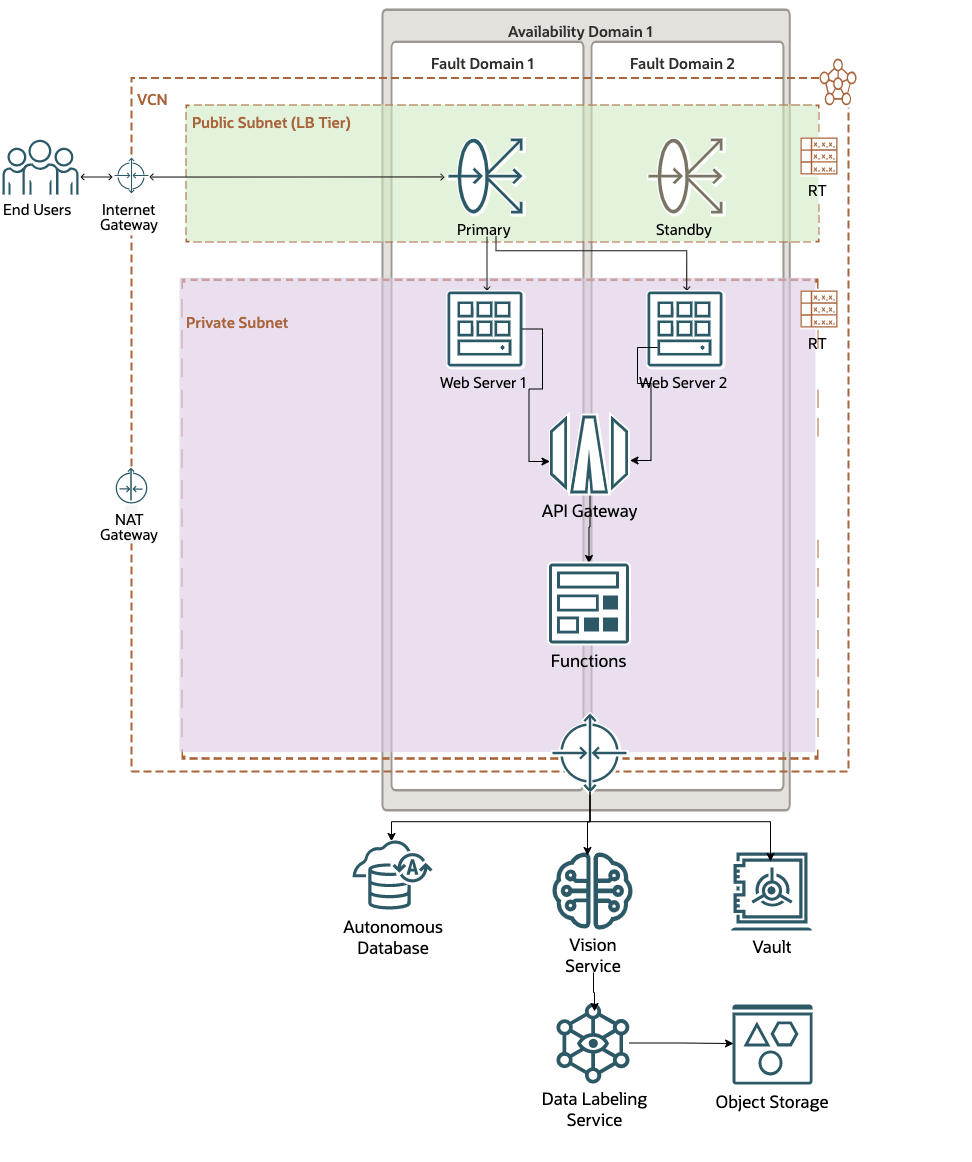 Availability Domain 1
Fault Domain 1
Fault Domain 2
VCN
Public Subnet (LB Tier)
End Users
Internet
Gateway
Primary
Standby
RT
Private Subnet
RT
Web Server 1
Web Server 2
NAT
Gateway
API Gateway
Functions
A
Autonomous
Database
Vision
Service
Vault
Data Labeling
Service
Object Storage